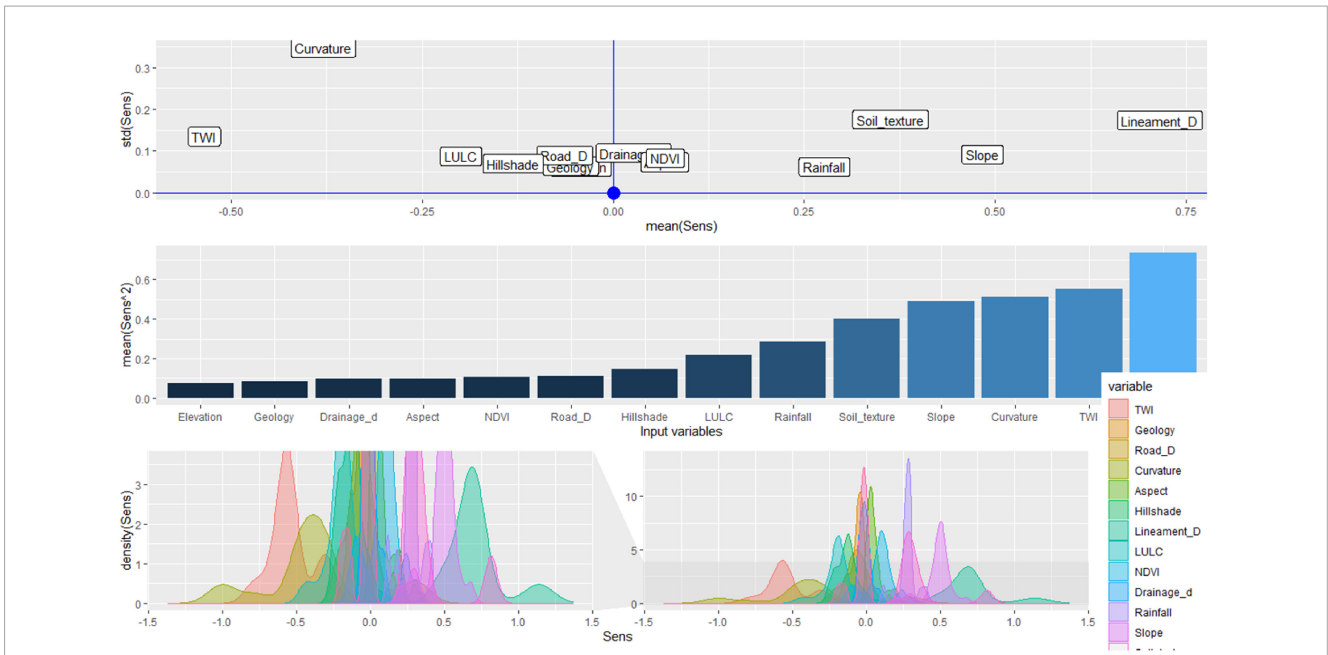 Curvature
0.3
0.2
0.1
0.0
std(Sens)
Soil_texture
Lineament_D
TWI
LULC
Road_D
NDVI
Slope
Hillshade
Geology
Rainfall
-0.50
-0.25
0.00
0.25
0.50
0.75
mean(Sens)
0.6
0.4
0.2
0.0
mean(Sens^2)
Elevation
Geology
Drainage_d
Aspect
NDVI
Road_D
Hillshade
LULC
Rainfall
Soil_texture
Slope
Curvature
TWI
Input variables
variable
TWI
Geology
Road_D
Curvature
Aspect
Hillshade
Lineament_D
LULC
NDVI
Drainage_d
Rainfall
Slope
3
2
1
0
density(Sens)
-1.5
-1.0
-0.5
0.0
0.5
1.0
1.5
10
5
0
-1.5
-1.0
-0.5
0.0
0.5
1.0
1.5
Sens